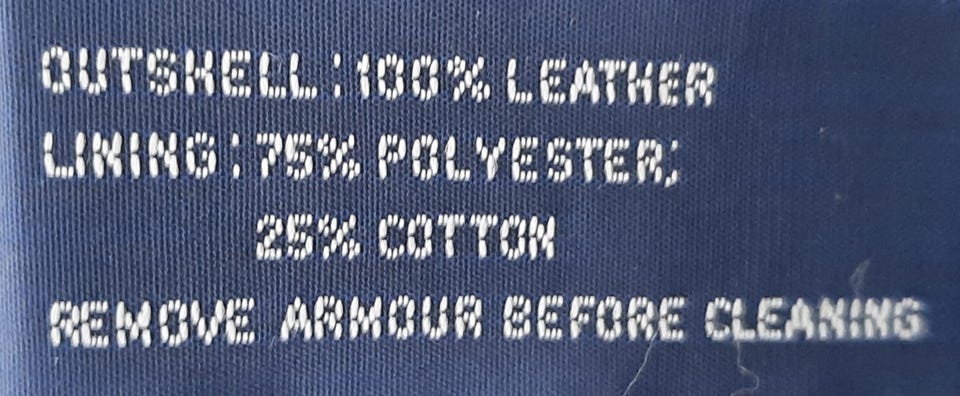 OUTSHELL:100% LEATHER
LINING:75% POLYESTER;
25% COTTON
REMOVE ARMOUR BEFORE CLEANING